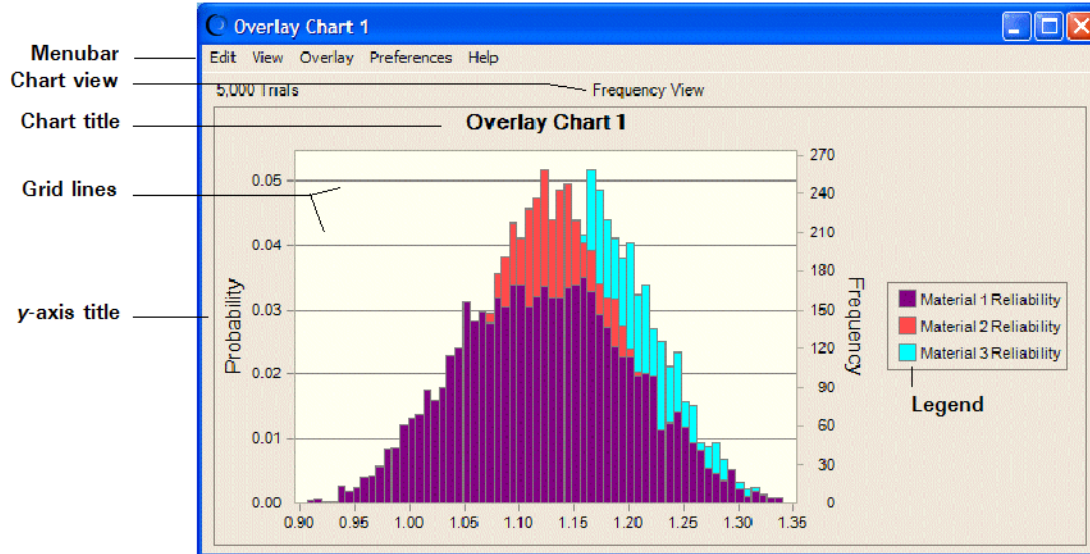 Overlay Chart 1
Menubar
Edit View Overlay Preferences Help
Chart view
5,000 Trials
Frequency View
Chart title
Overlay Chart 1
Grid lines
y-axis title
Probability
0.05
0.04
0.03
0.02
0.01
0.00
270
240
210
180
150
120
90
60
30
0
Frequency
0.90 0.95 1.00 1.05 1.10 1.15 1.20 1.25 1.30 1.35
Material 1 Reliability
Material 2 Reliability
Material 3 Reliability
Legend